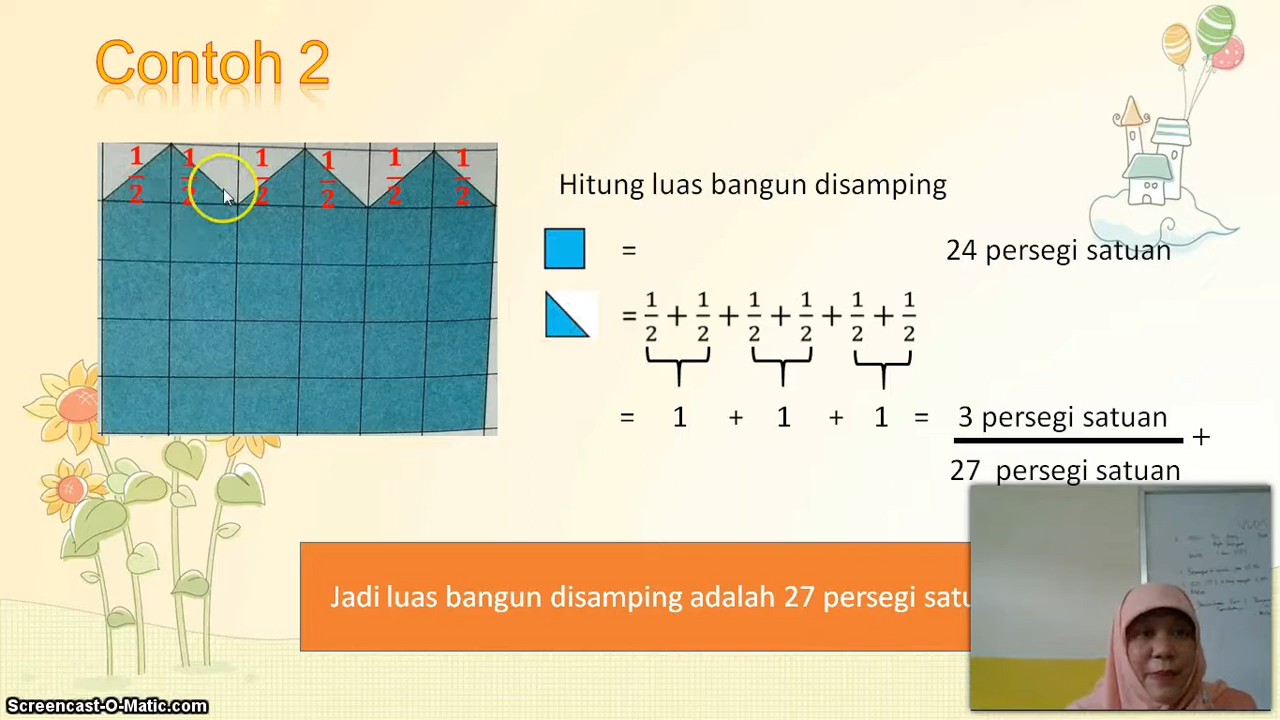 Contoh 2
1/2 1/2 1/2 1/2 1/2 1/2
Hitung luas bangun disamping
= 24 persegi satuan
= 1/2 + 1/2 + 1/2 + 1/2 + 1/2 + 1/2
= 1 + 1 + 1 = 3 persegi satuan
+
27 persegi satuan
Jadi luas bangun disamping adalah 27 persegi satu
Screencast-O-Matic.com